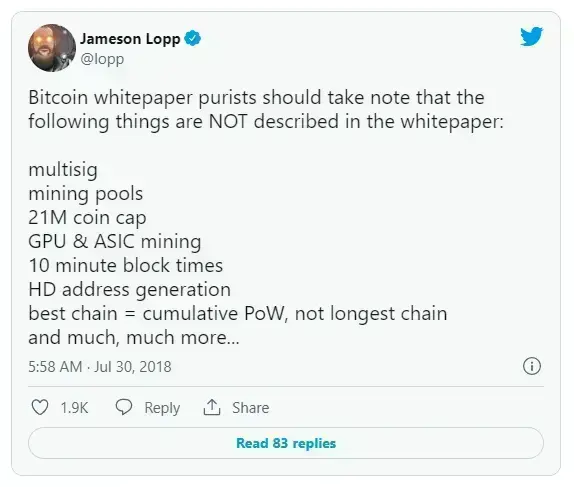 Jameson Lopp
@lopp
Bitcoin whitepaper purists should take note that the
following things are NOT described in the whitepaper:
multisig
mining pools
21M coin cap
GPU & ASIC mining
10 minute block times
HD address generation
best chain = cumulative PoW, not longest chain
and much, much more...
5:58 AM · Jul 30, 2018
1.9K Reply Share
Read 83 replies